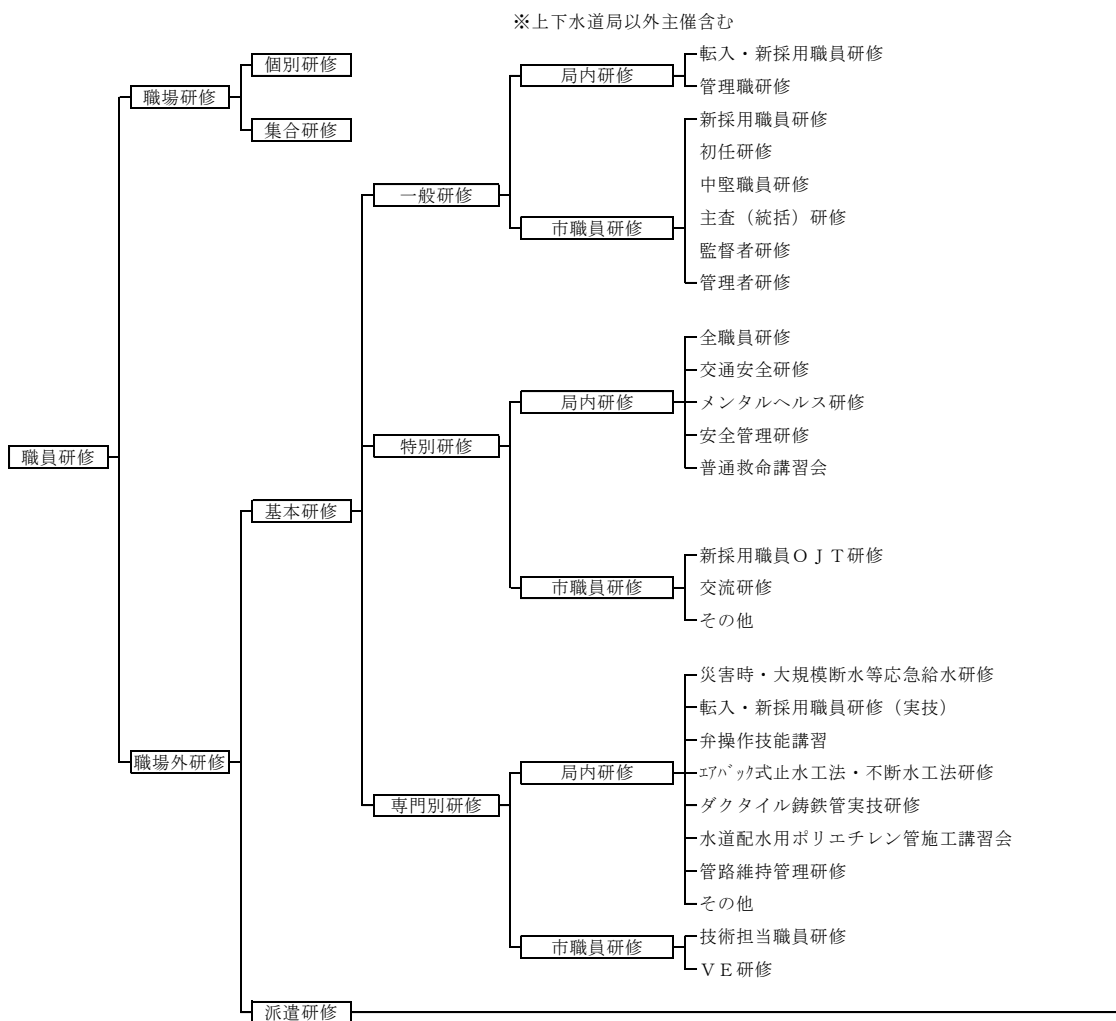 ※上下水道局以外主催含む
職員研修
職場研修
個別研修
集合研修
職場外研修
基本研修
一般研修
局内研修
転入・新採用職員研修
管理職研修
市職員研修
新採用職員研修
初任研修
中堅職員研修
主査（統括）研修
監督者研修
管理者研修
特別研修
局内研修
全職員研修
交通安全研修
メンタルヘルス研修
安全管理研修
普通救命講習会
市職員研修
新採用職員ＯＪＴ研修
交流研修
その他
専門別研修
局内研修
災害時・大規模断水等応急給水研修
転入・新採用職員研修（実技）
弁操作技能講習
ｴｱﾊﾞｯｸ式止水工法・不断水工法研修
ダクタイル鋳鉄管実技研修
水道配水用ポリエチレン管施工講習会
管路維持管理研修
その他
市職員研修
技術担当職員研修
ＶＥ研修
派遣研修